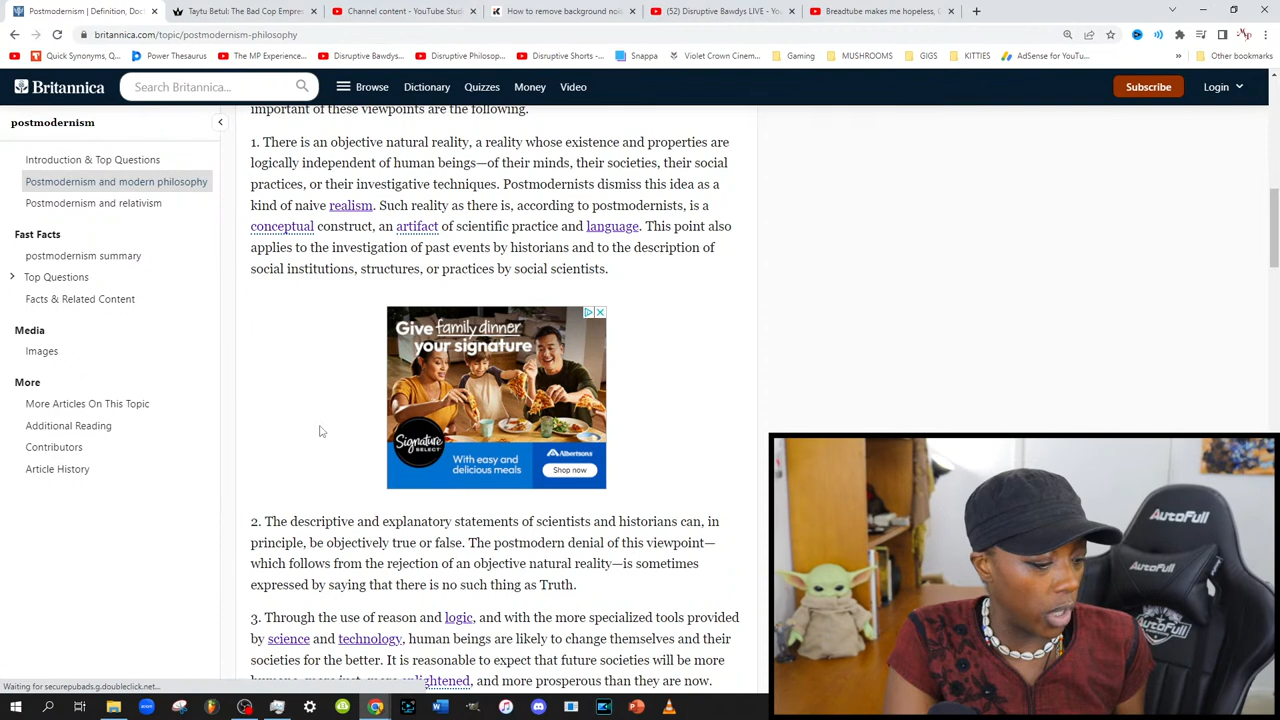 Postmodernism | Definition, Doc
Taytu Betul: The Bad Cop Empres
Channel content - YouTube Stud
How to remove background noi
(52) Disruptive Bawdys LIVE - Yo
Breadtube makes me hopeless, C
britannica.com/topic/postmodernism-philosophy
Quick Synonyms, Q...
Power Thesaurus
The MP Experience...
Disruptive Bawdys...
Disruptive Philosop...
Disruptive Shorts -...
Snappa
Violet Crown Cinem...
Gaming
MUSHROOMS
GIGS
KITTIES
AdSense for YouTu...
Other bookmarks
Britannica
Search Britannica...
Browse
Dictionary
Quizzes
Money
Video
Subscribe
Login
postmodernism
Introduction & Top Questions
Postmodernism and modern philosophy
Postmodernism and relativism
Fast Facts
postmodernism summary
Top Questions
Facts & Related Content
Media
Images
More
More Articles On This Topic
Additional Reading
Contributors
Article History
important of these viewpoints are the following.
1. There is an objective natural reality, a reality whose existence and properties are
logically independent of human beings—of their minds, their societies, their social
practices, or their investigative techniques. Postmodernists dismiss this idea as a
kind of naive realism. Such reality as there is, according to postmodernists, is a
conceptual construct, an artifact of scientific practice and language. This point also
applies to the investigation of past events by historians and to the description of
social institutions, structures, or practices by social scientists.
Give family dinner
your signature
Signature
SELECT
With easy and
delicious meals
Albertsons
Shop now
2. The descriptive and explanatory statements of scientists and historians can, in
principle, be objectively true or false. The postmodern denial of this viewpoint—
which follows from the rejection of an objective natural reality—is sometimes
expressed by saying that there is no such thing as Truth.
3. Through the use of reason and logic, and with the more specialized tools provided
by science and technology, human beings are likely to change themselves and their
societies for the better. It is reasonable to expect that future societies will be more
humane, more just, more enlightened, and more prosperous than they are now.
Waiting for securepubads.g.doubleclick.net...
AutoFull
AutoFull
AutoFull